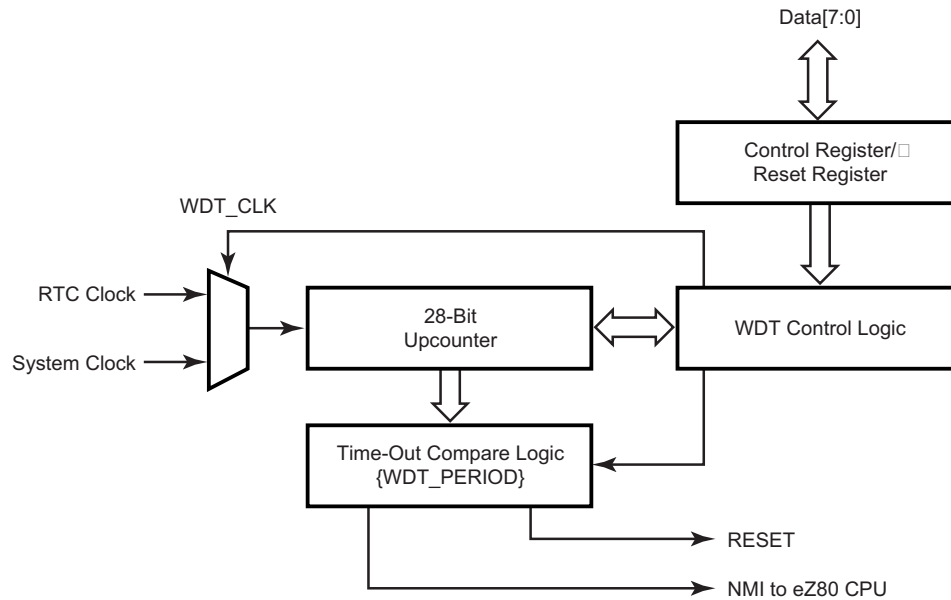 Data[7:0]
Control Register/
Reset Register
WDT_CLK
RTC Clock
System Clock
28-Bit
Upcounter
WDT Control Logic
Time-Out Compare Logic
{WDT_PERIOD}
RESET
NMI to eZ80 CPU